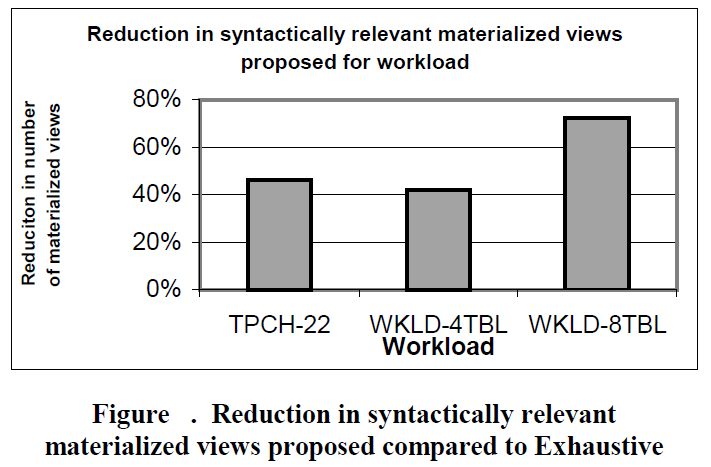 Reduction in syntactically relevant materialized views
proposed for workload
Reduciton in number
of materialized views
80%
60%
40%
20%
0%
TPCH-22 WKLD-4TBL WKLD-8TBL
Workload
Figure . Reduction in syntactically relevant
materialized views proposed compared to Exhaustive